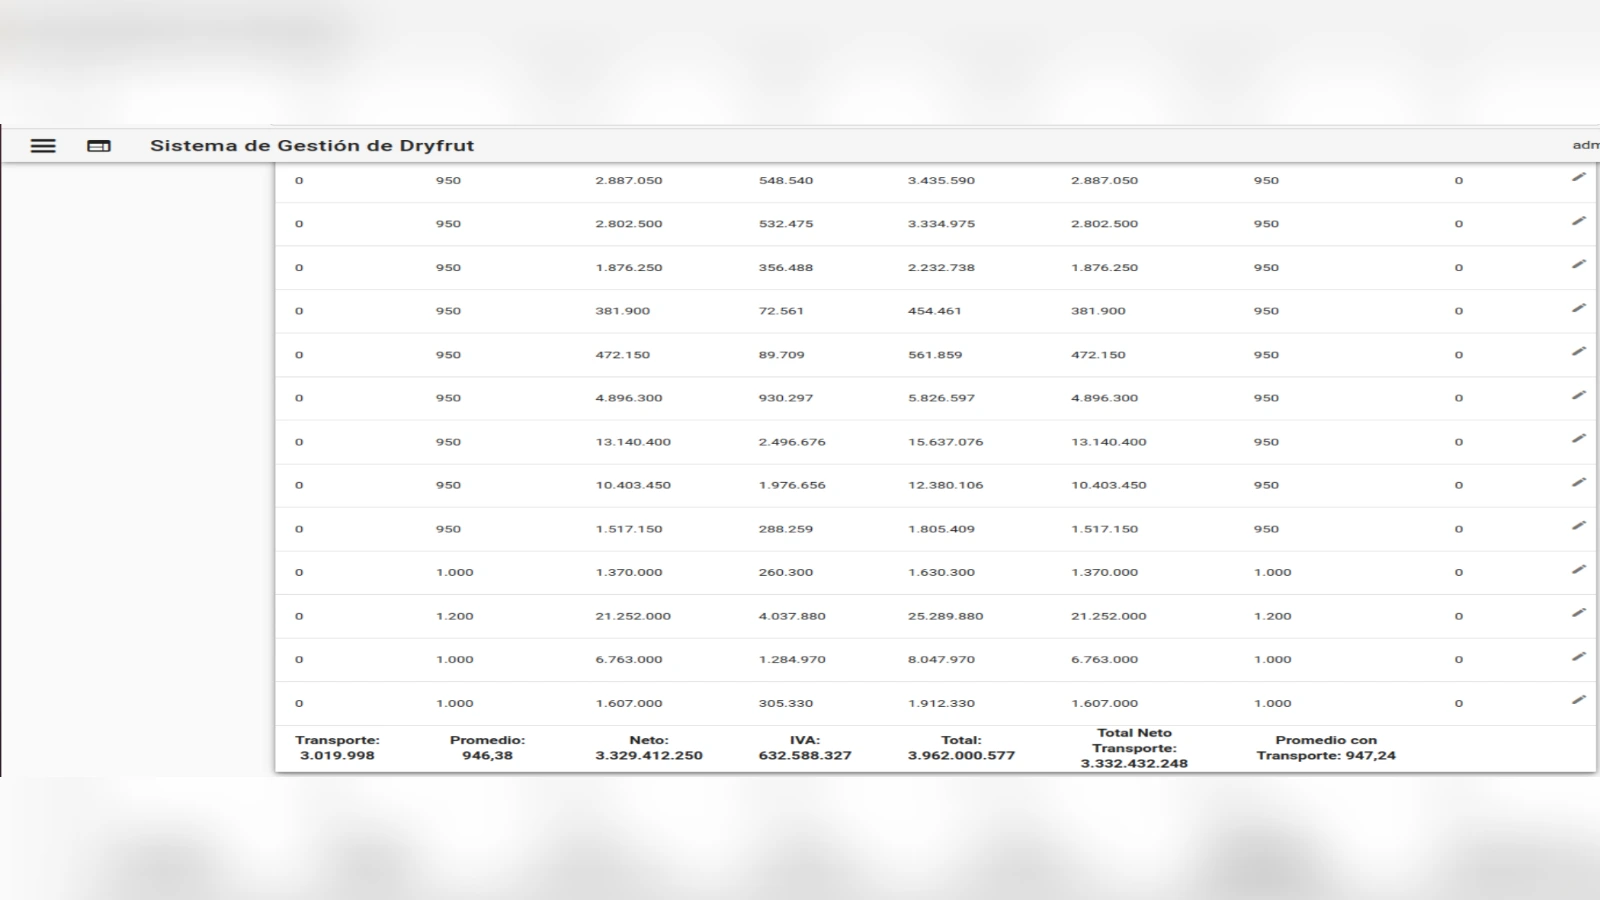 Sistema de Gestión de Dryfrut adm
0 950 2.887.050 548.540 3.435.590 2.887.050 950 0
0 950 2.802.500 532.475 3.334.975 2.802.500 950 0
0 950 1.876.250 356.488 2.232.738 1.876.250 950 0
0 950 381.900 72.561 454.461 381.900 950 0
0 950 472.150 89.709 561.859 472.150 950 0
0 950 4.896.300 930.297 5.826.597 4.896.300 950 0
0 950 13.140.400 2.496.676 15.637.076 13.140.400 950 0
0 950 10.403.450 1.976.656 12.380.106 10.403.450 950 0
0 950 1.517.150 288.259 1.805.409 1.517.150 950 0
0 1.000 1.370.000 260.300 1.630.300 1.370.000 1.000 0
0 1.200 21.252.000 4.037.880 25.289.880 21.252.000 1.200 0
0 1.000 6.763.000 1.284.970 8.047.970 6.763.000 1.000 0
0 1.000 1.607.000 305.330 1.912.330 1.607.000 1.000 0
Transporte:
3.019.998
Promedio:
946,38
Neto:
3.329.412.250
IVA:
632.588.327
Total:
3.962.000.577
Total Neto
Transporte:
3.332.432.248
Promedio con
Transporte: 947,24